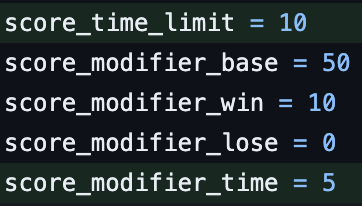 score_time_limit = 10
score_modifier_base = 50
score_modifier_win = 10
score_modifier_lose = 0
score_modifier_time = 5